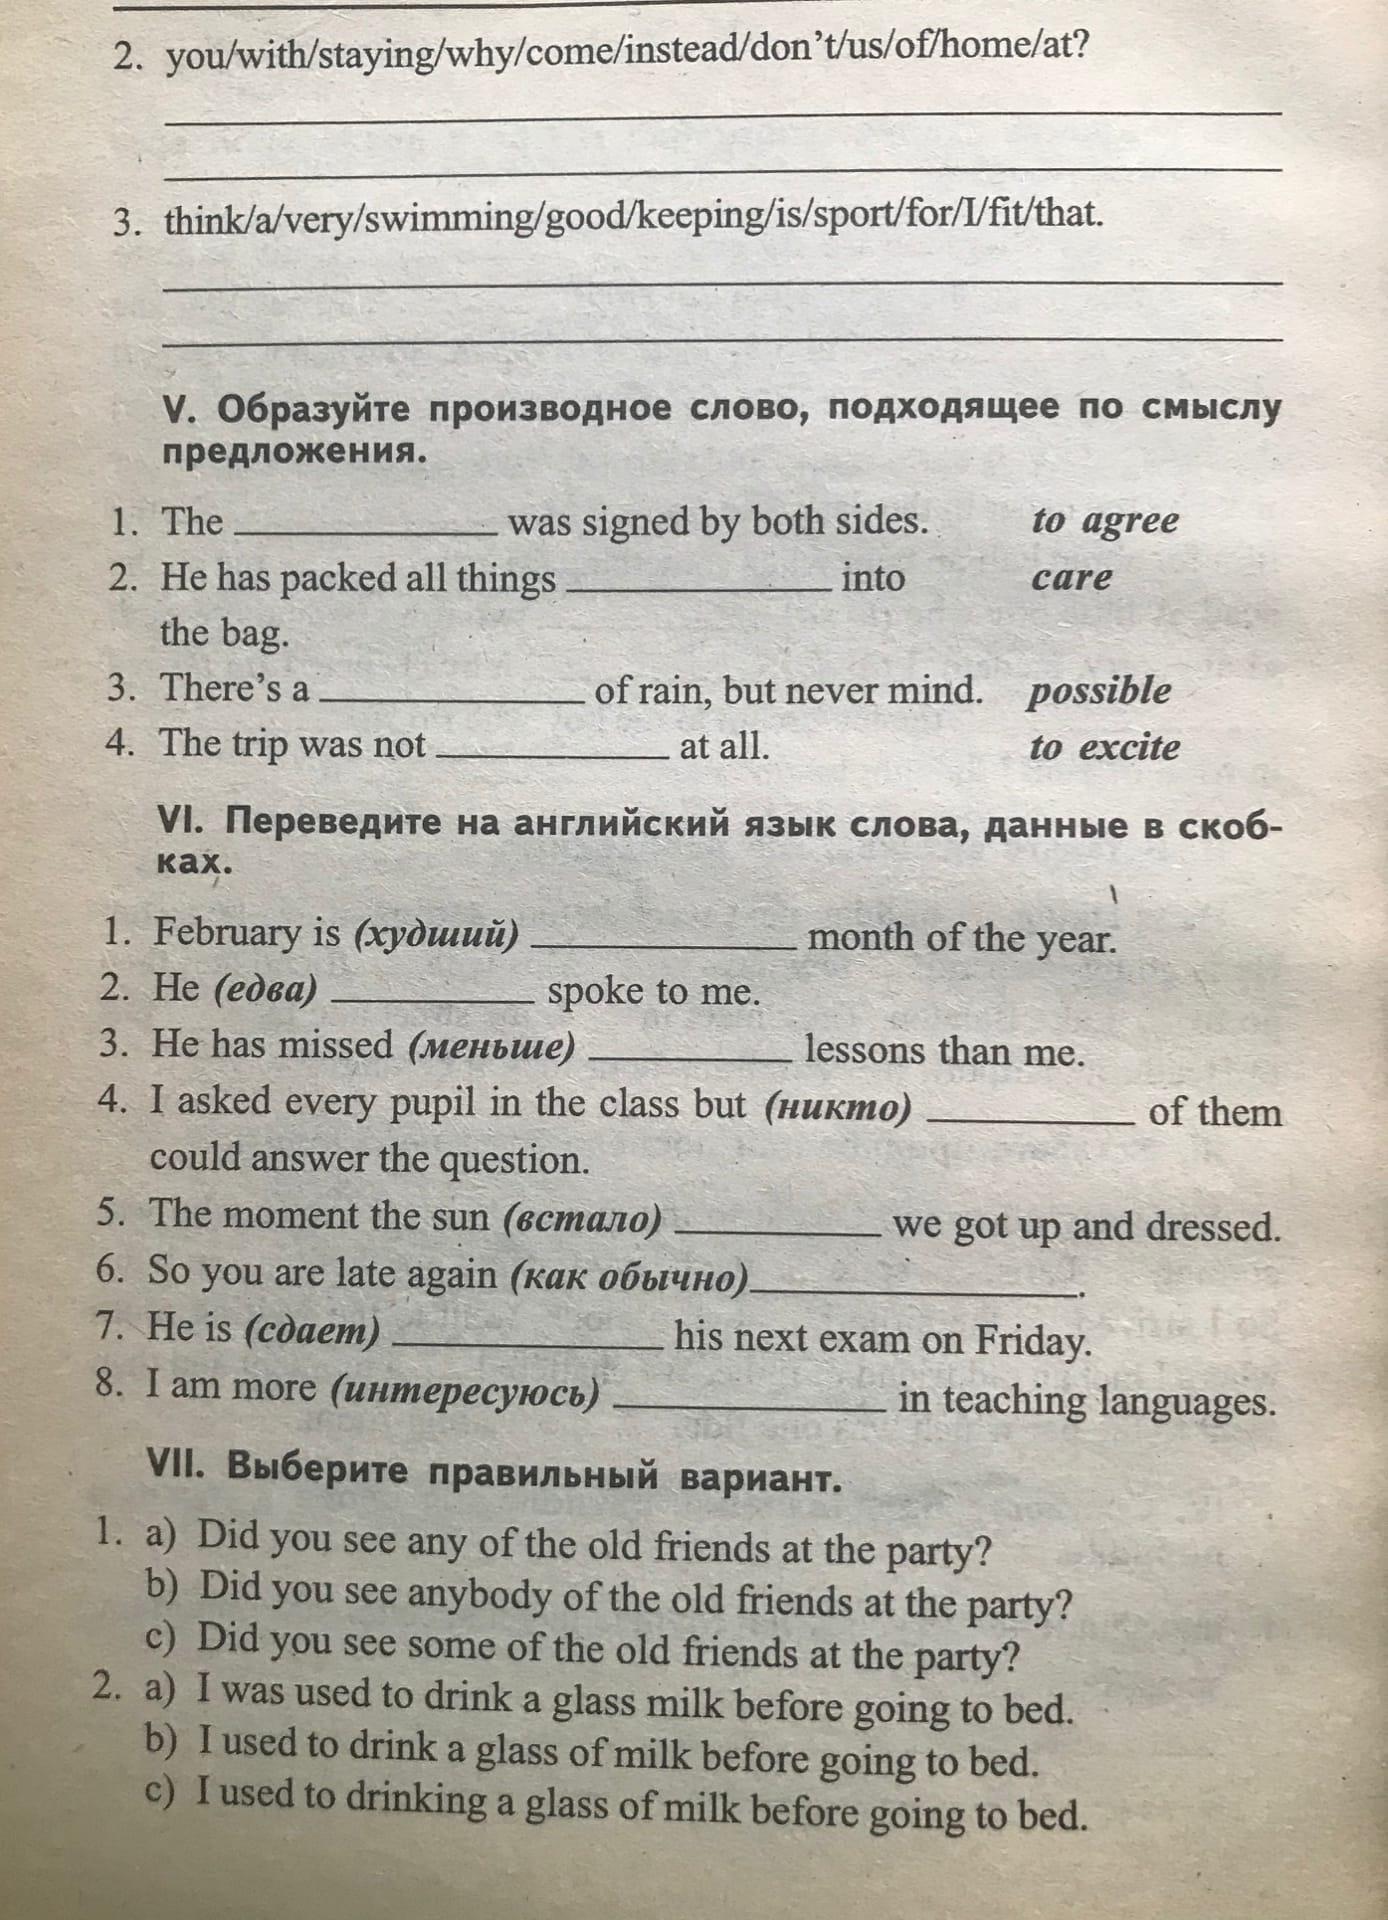 2. you/with/staying/why/come/instead/don't/us/of/home/at?
3. think/a/very/swimming/good/keeping/is/sport/for/I/fit/that.
V. Образуйте производное слово, подходящее по смыслу
предложения.
1. The ____________ was signed by both sides. to agree
2. He has packed all things ____________ into care
the bag.
3. There's a ____________ of rain, but never mind. possible
4. The trip was not ____________ at all. to excite
VI. Переведите на английский язык слова, данные в скоб-
ках.
1. February is (худший) ____________ month of the year.
2. He (едва) ____________ spoke to me.
3. He has missed (меньше) ____________ lessons than me.
4. I asked every pupil in the class but (никто) ____________ of them
could answer the question.
5. The moment the sun (встало) ____________ we got up and dressed.
6. So you are late again (как обычно)____________.
7. He is (сдает) ____________ his next exam on Friday.
8. I am more (интересуюсь) ____________ in teaching languages.
VII. Выберите правильный вариант.
1. a) Did you see any of the old friends at the party?
b) Did you see anybody of the old friends at the party?
c) Did you see some of the old friends at the party?
2. a) I was used to drink a glass milk before going to bed.
b) I used to drink a glass of milk before going to bed.
c) I used to drinking a glass of milk before going to bed.